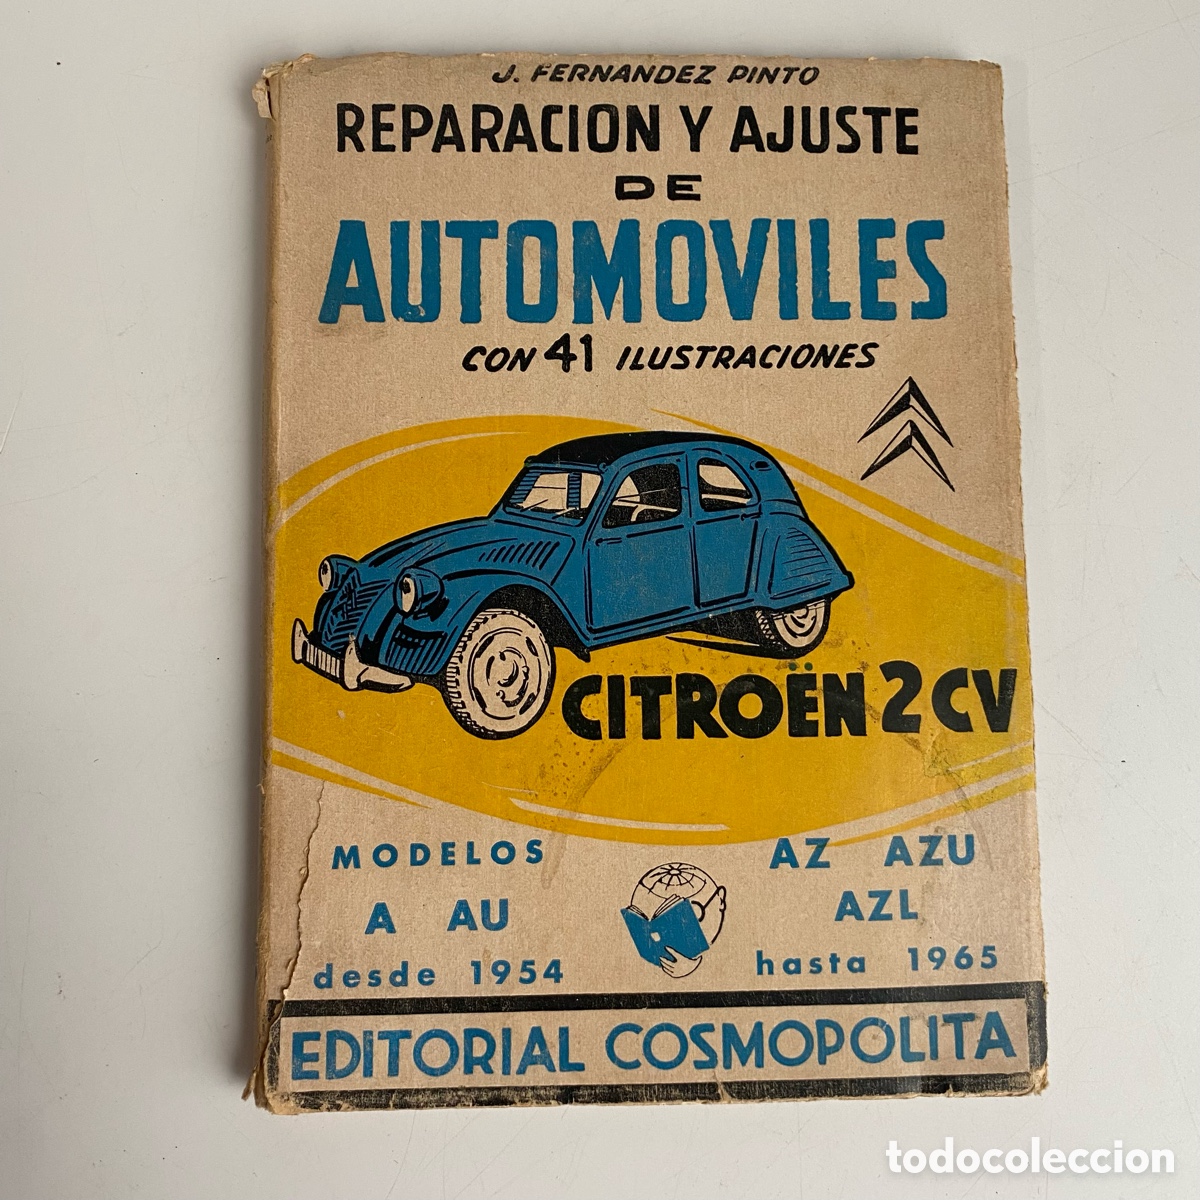 J. FERNANDEZ PINTO
REPARACION Y AJUSTE
DE
AUTOMOVILES
CON 41 ILUSTRACIONES
CITROËN 2CV
MODELOS
A AU
desde 1954
AZ AZU
AZL
hasta 1965
EDITORIAL COSMOPOLITA
todocoleccion